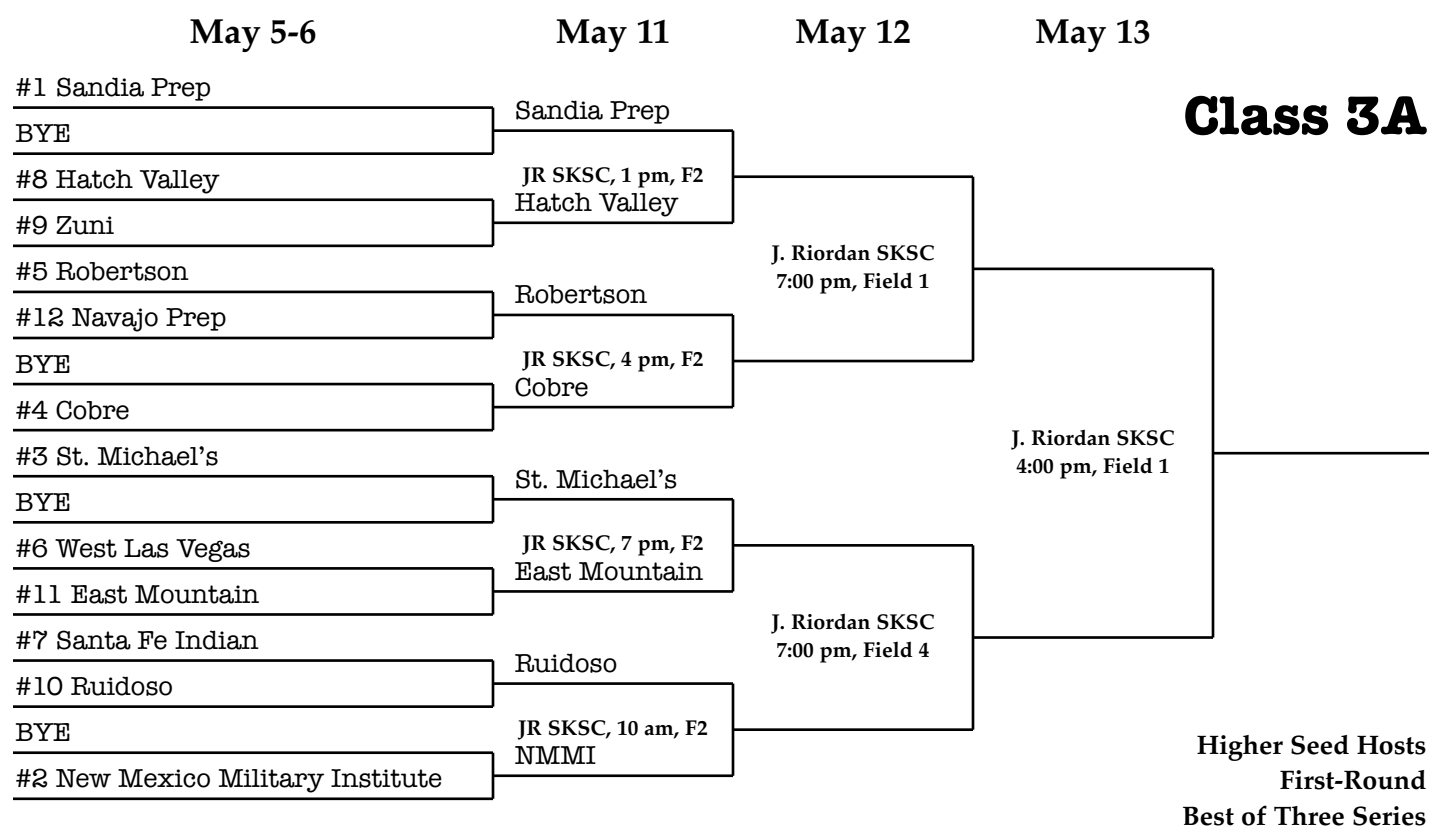 May 5-6
May 11
May 12
May 13
Class 3A
#1 Sandia Prep
BYE
#8 Hatch Valley
#9 Zuni
#5 Robertson
#12 Navajo Prep
BYE
#4 Cobre
#3 St. Michael's
BYE
#6 West Las Vegas
#11 East Mountain
#7 Santa Fe Indian
#10 Ruidoso
BYE
#2 New Mexico Military Institute
Sandia Prep
JR SKSC, 1 pm, F2
Hatch Valley
Robertson
JR SKSC, 4 pm, F2
Cobre
St. Michael's
JR SKSC, 7 pm, F2
East Mountain
Ruidoso
JR SKSC, 10 am, F2
NMMI
J. Riordan SKSC
7:00 pm, Field 1
J. Riordan SKSC
7:00 pm, Field 4
J. Riordan SKSC
4:00 pm, Field 1
Higher Seed Hosts
First-Round
Best of Three Series